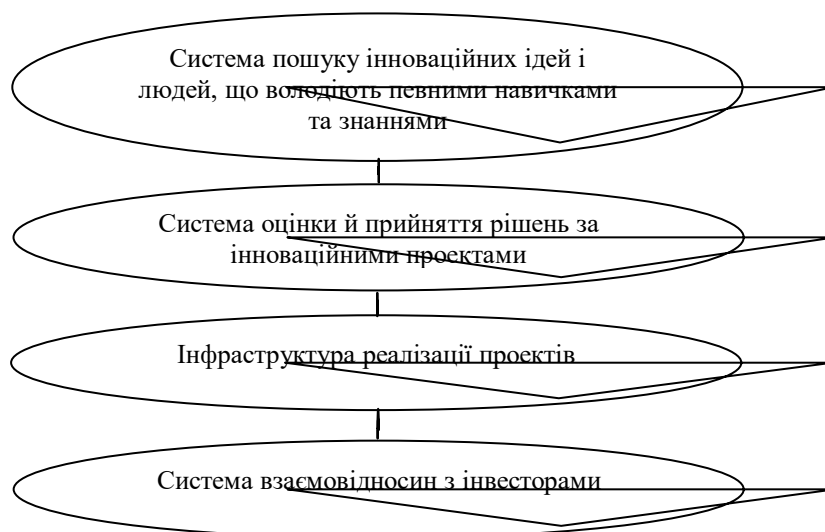 Система пошуку інноваційних ідей і
людей, що володіють певними навичками
та знаннями
Система оцінки й прийняття рішень за
інноваційними проектами
Інфраструктура реалізації проектів
Система взаємовідносин з інвесторами